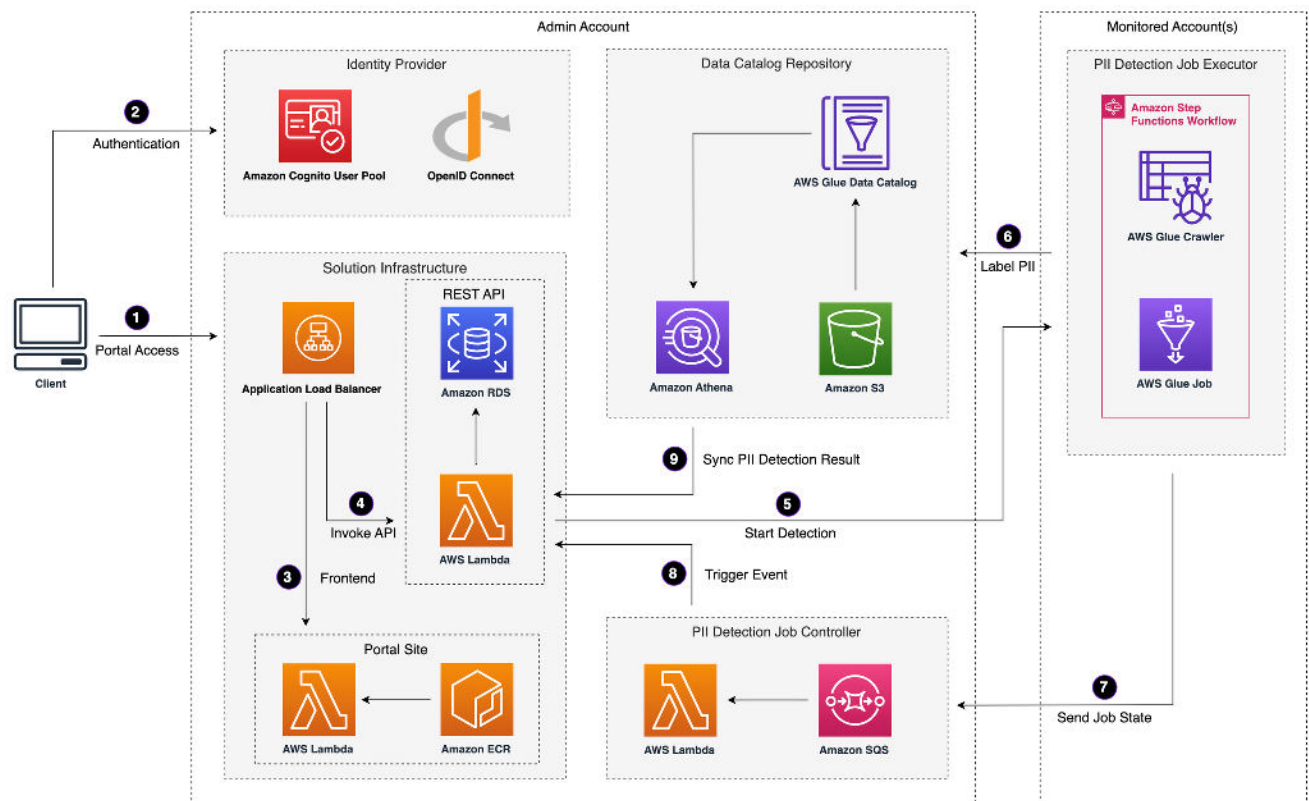 Admin Account
Monitored Account(s)
Identity Provider
Data Catalog Repository
PII Detection Job Executor
2
Authentication
Amazon Cognito User Pool
OpenID Connect
AWS Glue Data Catalog
Amazon Step
Functions Workflow
AWS Glue Crawler
6
Label PII
Solution Infrastructure
REST API
1
Portal Access
Client
Application Load Balancer
Amazon RDS
Amazon Athena
Amazon S3
AWS Glue Job
9
Sync PII Detection Result
4
Invoke API
AWS Lambda
5
Start Detection
3
Frontend
8
Trigger Event
Portal Site
AWS Lambda
Amazon ECR
PII Detection Job Controller
AWS Lambda
Amazon SQS
7
Send Job State